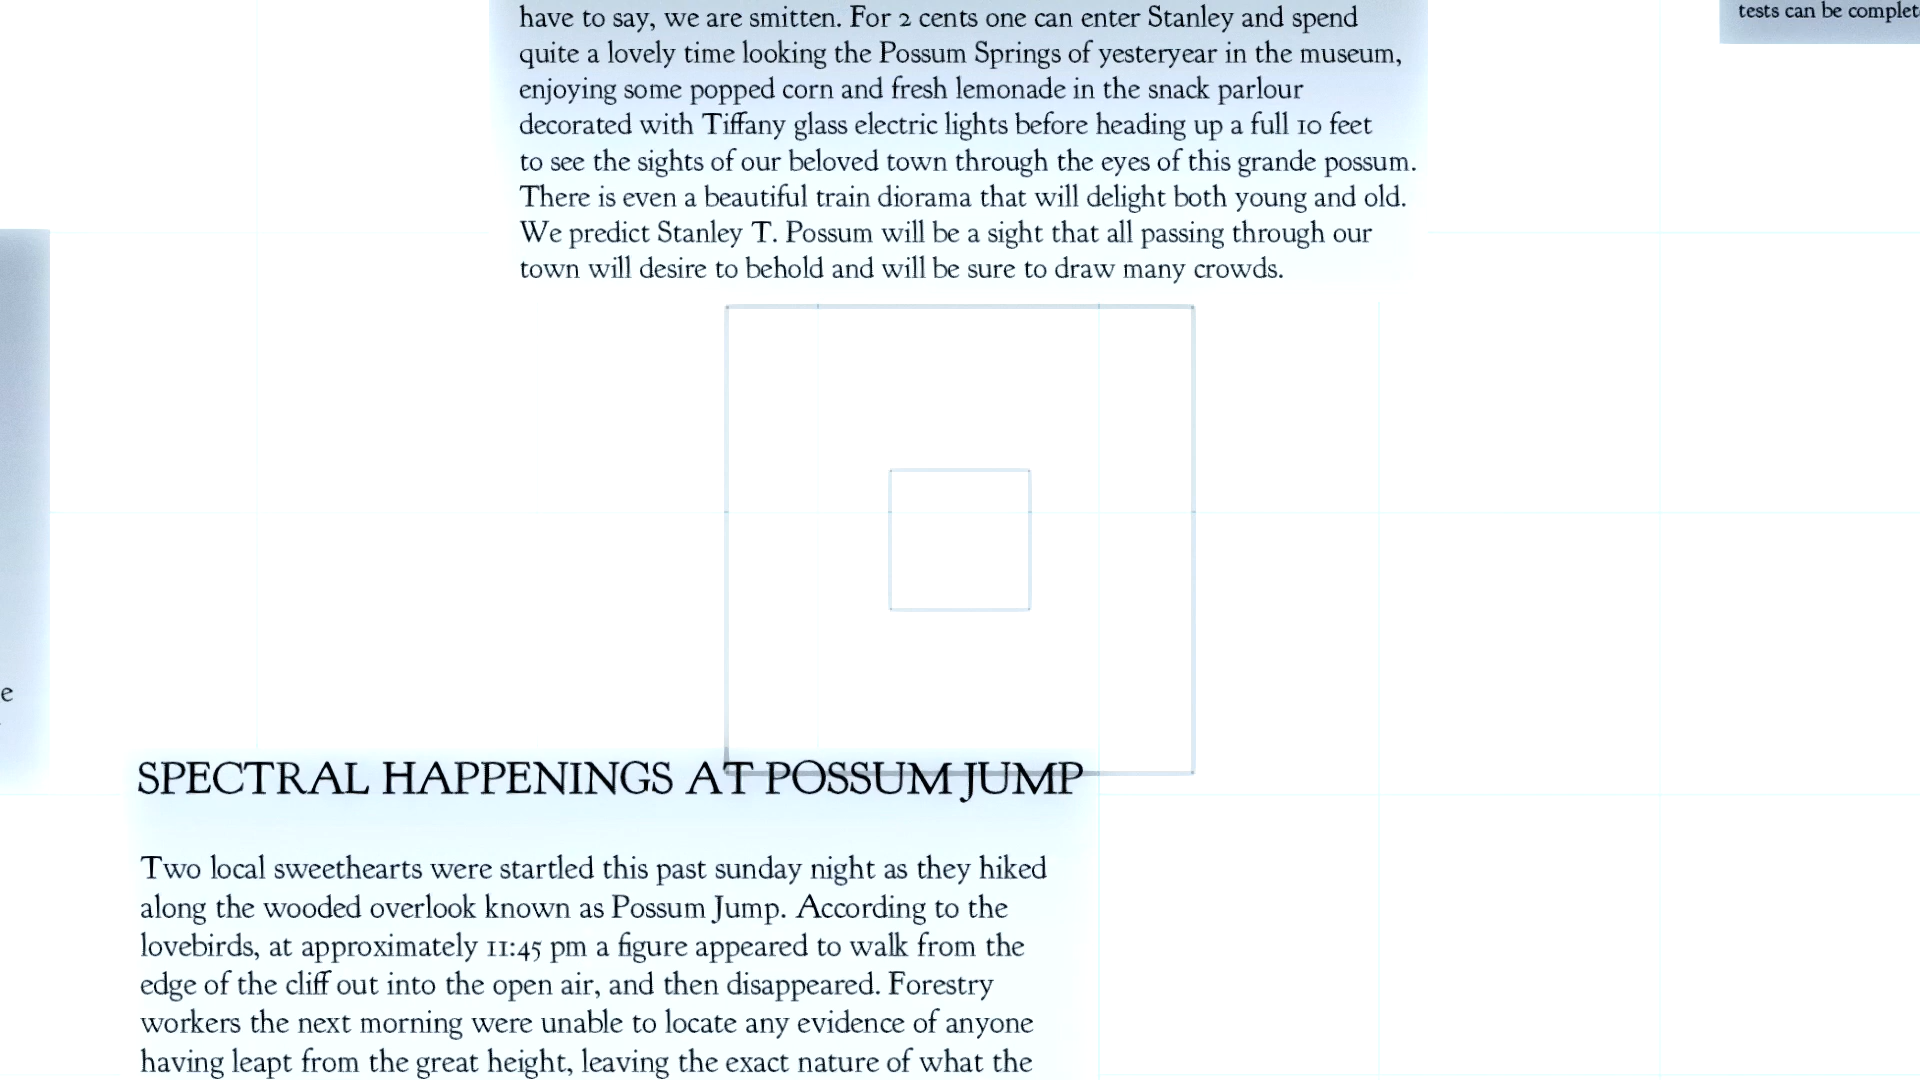 have to say, we are smitten. For 2 cents one can enter Stanley and spend
quite a lovely time looking the Possum Springs of yesteryear in the museum,
enjoying some popped corn and fresh lemonade in the snack parlour
decorated with Tiffany glass electric lights before heading up a full 10 feet
to see the sights of our beloved town through the eyes of this grande possum.
There is even a beautiful train diorama that will delight both young and old.
We predict Stanley T. Possum will be a sight that all passing through our
town will desire to behold and will be sure to draw many crowds.
tests can be complet
e
SPECTRAL HAPPENINGS AT POSSUM JUMP
Two local sweethearts were startled this past sunday night as they hiked
along the wooded overlook known as Possum Jump. According to the
lovebirds, at approximately 11:45 pm a figure appeared to walk from the
edge of the cliff out into the open air, and then disappeared. Forestry
workers the next morning were unable to locate any evidence of anyone
having leapt from the great height, leaving the exact nature of what the